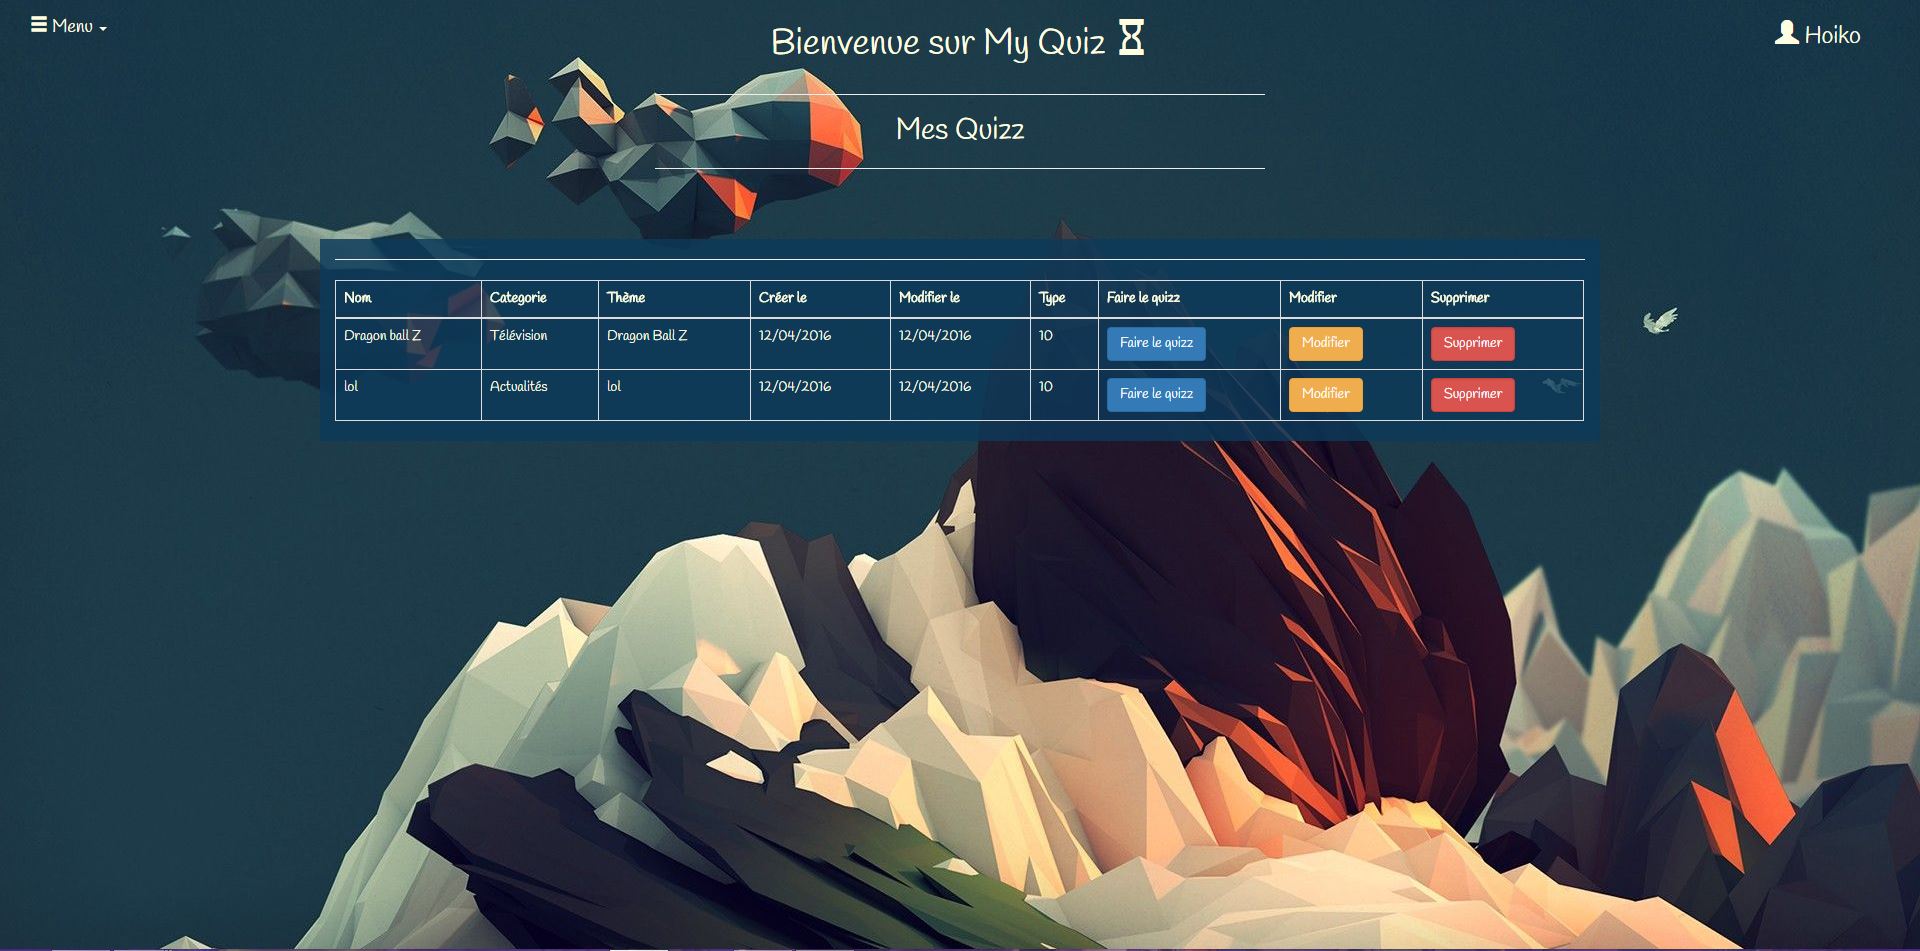 Menu
Bienvenue sur My Quiz
Hoiko
Mes Quizz
Nom Categorie Thème Créer le Modifier le Type Faire le quizz Modifier Supprimer
Dragon ball Z Télévision Dragon Ball Z 12/04/2016 12/04/2016 10 Faire le quizz Modifier Supprimer
lol Actualités lol 12/04/2016 12/04/2016 10 Faire le quizz Modifier Supprimer